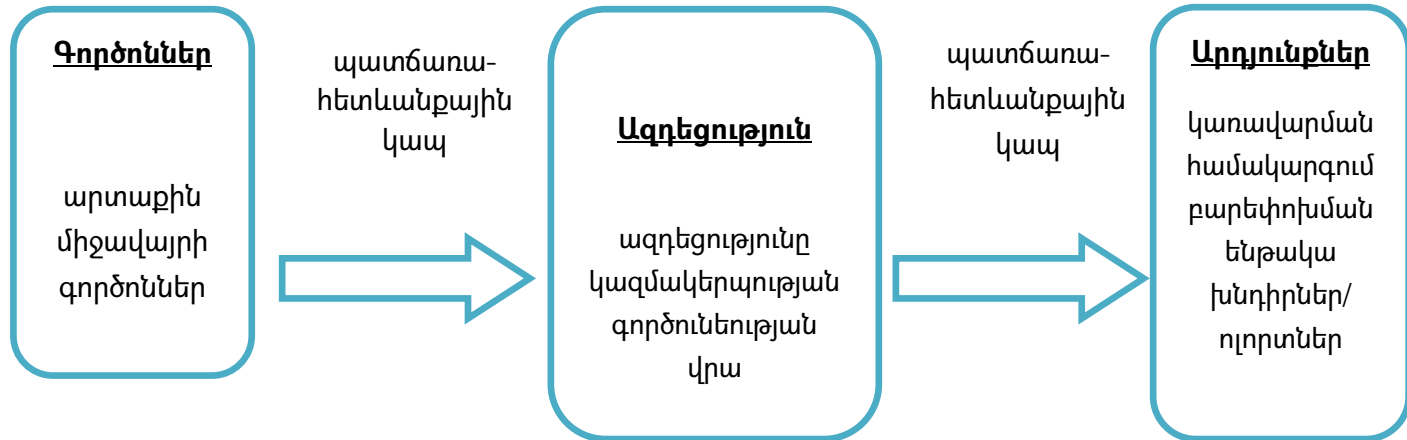 Գործոններ
արտաքին
միջավայրի
գործոններ
պատճառա-
հետևանքային
կապ
Ազդեցություն
ազդեցությունը
կազմակերպության
գործունեության
վրա
պատճառա-
հետևանքային
կապ
Արդյունքներ
կառավարման
համակարգում
բարեփոխման
ենթակա
խնդիրներ/
ոլորտներ